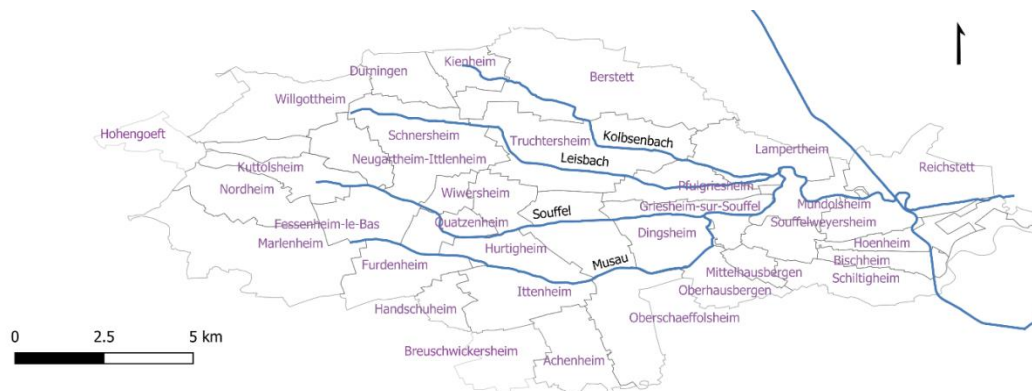 Kienheim
Durningen
Berstett
Willgottheim
Hohengoeft
Schnersheim
Truchtersheim
Kolbsenbach
Lampertheim
Leisbach
Neugartheim-Ittlenheim
Kuttolsheim
Reichstett
Nordheim
Wiwersheim
Pfulgriesheim
Griesheim-sur-Souffel
Mundolsheim
Souffel
Quatzenheim
Fessenheim-le-Bas
Souffelweyersheim
Dingsheim
Marlenheim
Hurtigheim
Hoenheim
Musau
Bischheim
Furdenheim
Mittelhausbergen
Schiltigheim
Ittenheim
Oberhausbergen
Handschuheim
Oberschaeffolsheim
0 2.5 5 km
Breuschwickersheim
Achenheim